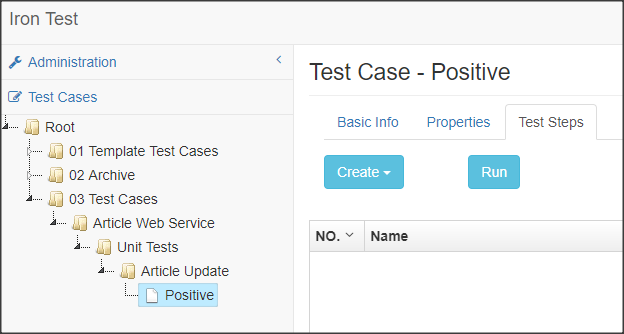 Iron Test
Administration
Test Cases
Root
01 Template Test Cases
02 Archive
03 Test Cases
Article Web Service
Unit Tests
Article Update
Positive
Test Case - Positive
Basic Info Properties Test Steps
Create Run
NO. Name